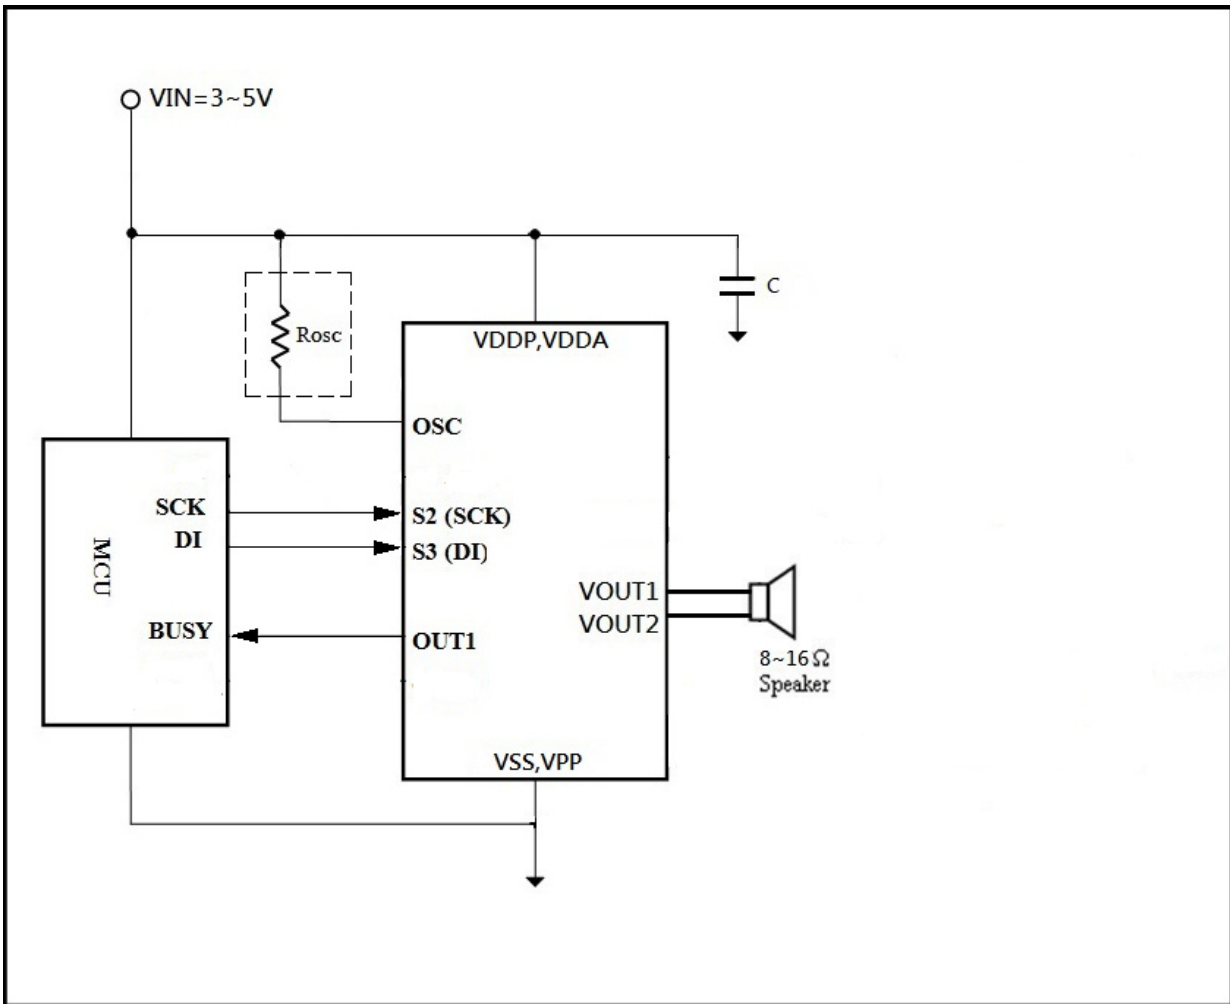 VIN=3~5V
Rosc
C
VDDP,VDDA
OSC
SCK
DI
MCU
BUSY
S2 (SCK)
S3 (DI)
OUT1
VOUT1
VOUT2
8~16 Ω
Speaker
VSS,VPP